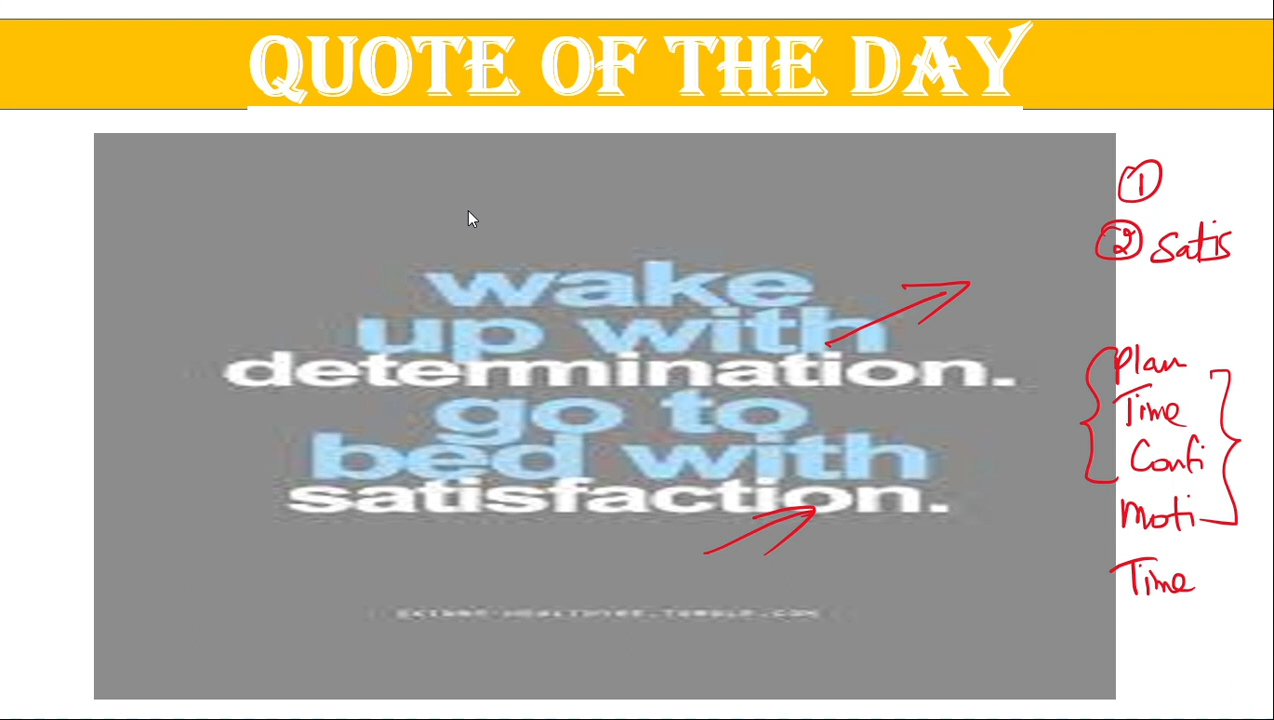 QUOTE OF THE DAY
wake
up with
determination.
go to
bed with
satisfaction.
①
② Satis
Plan
Time
Confi
Moti
Time